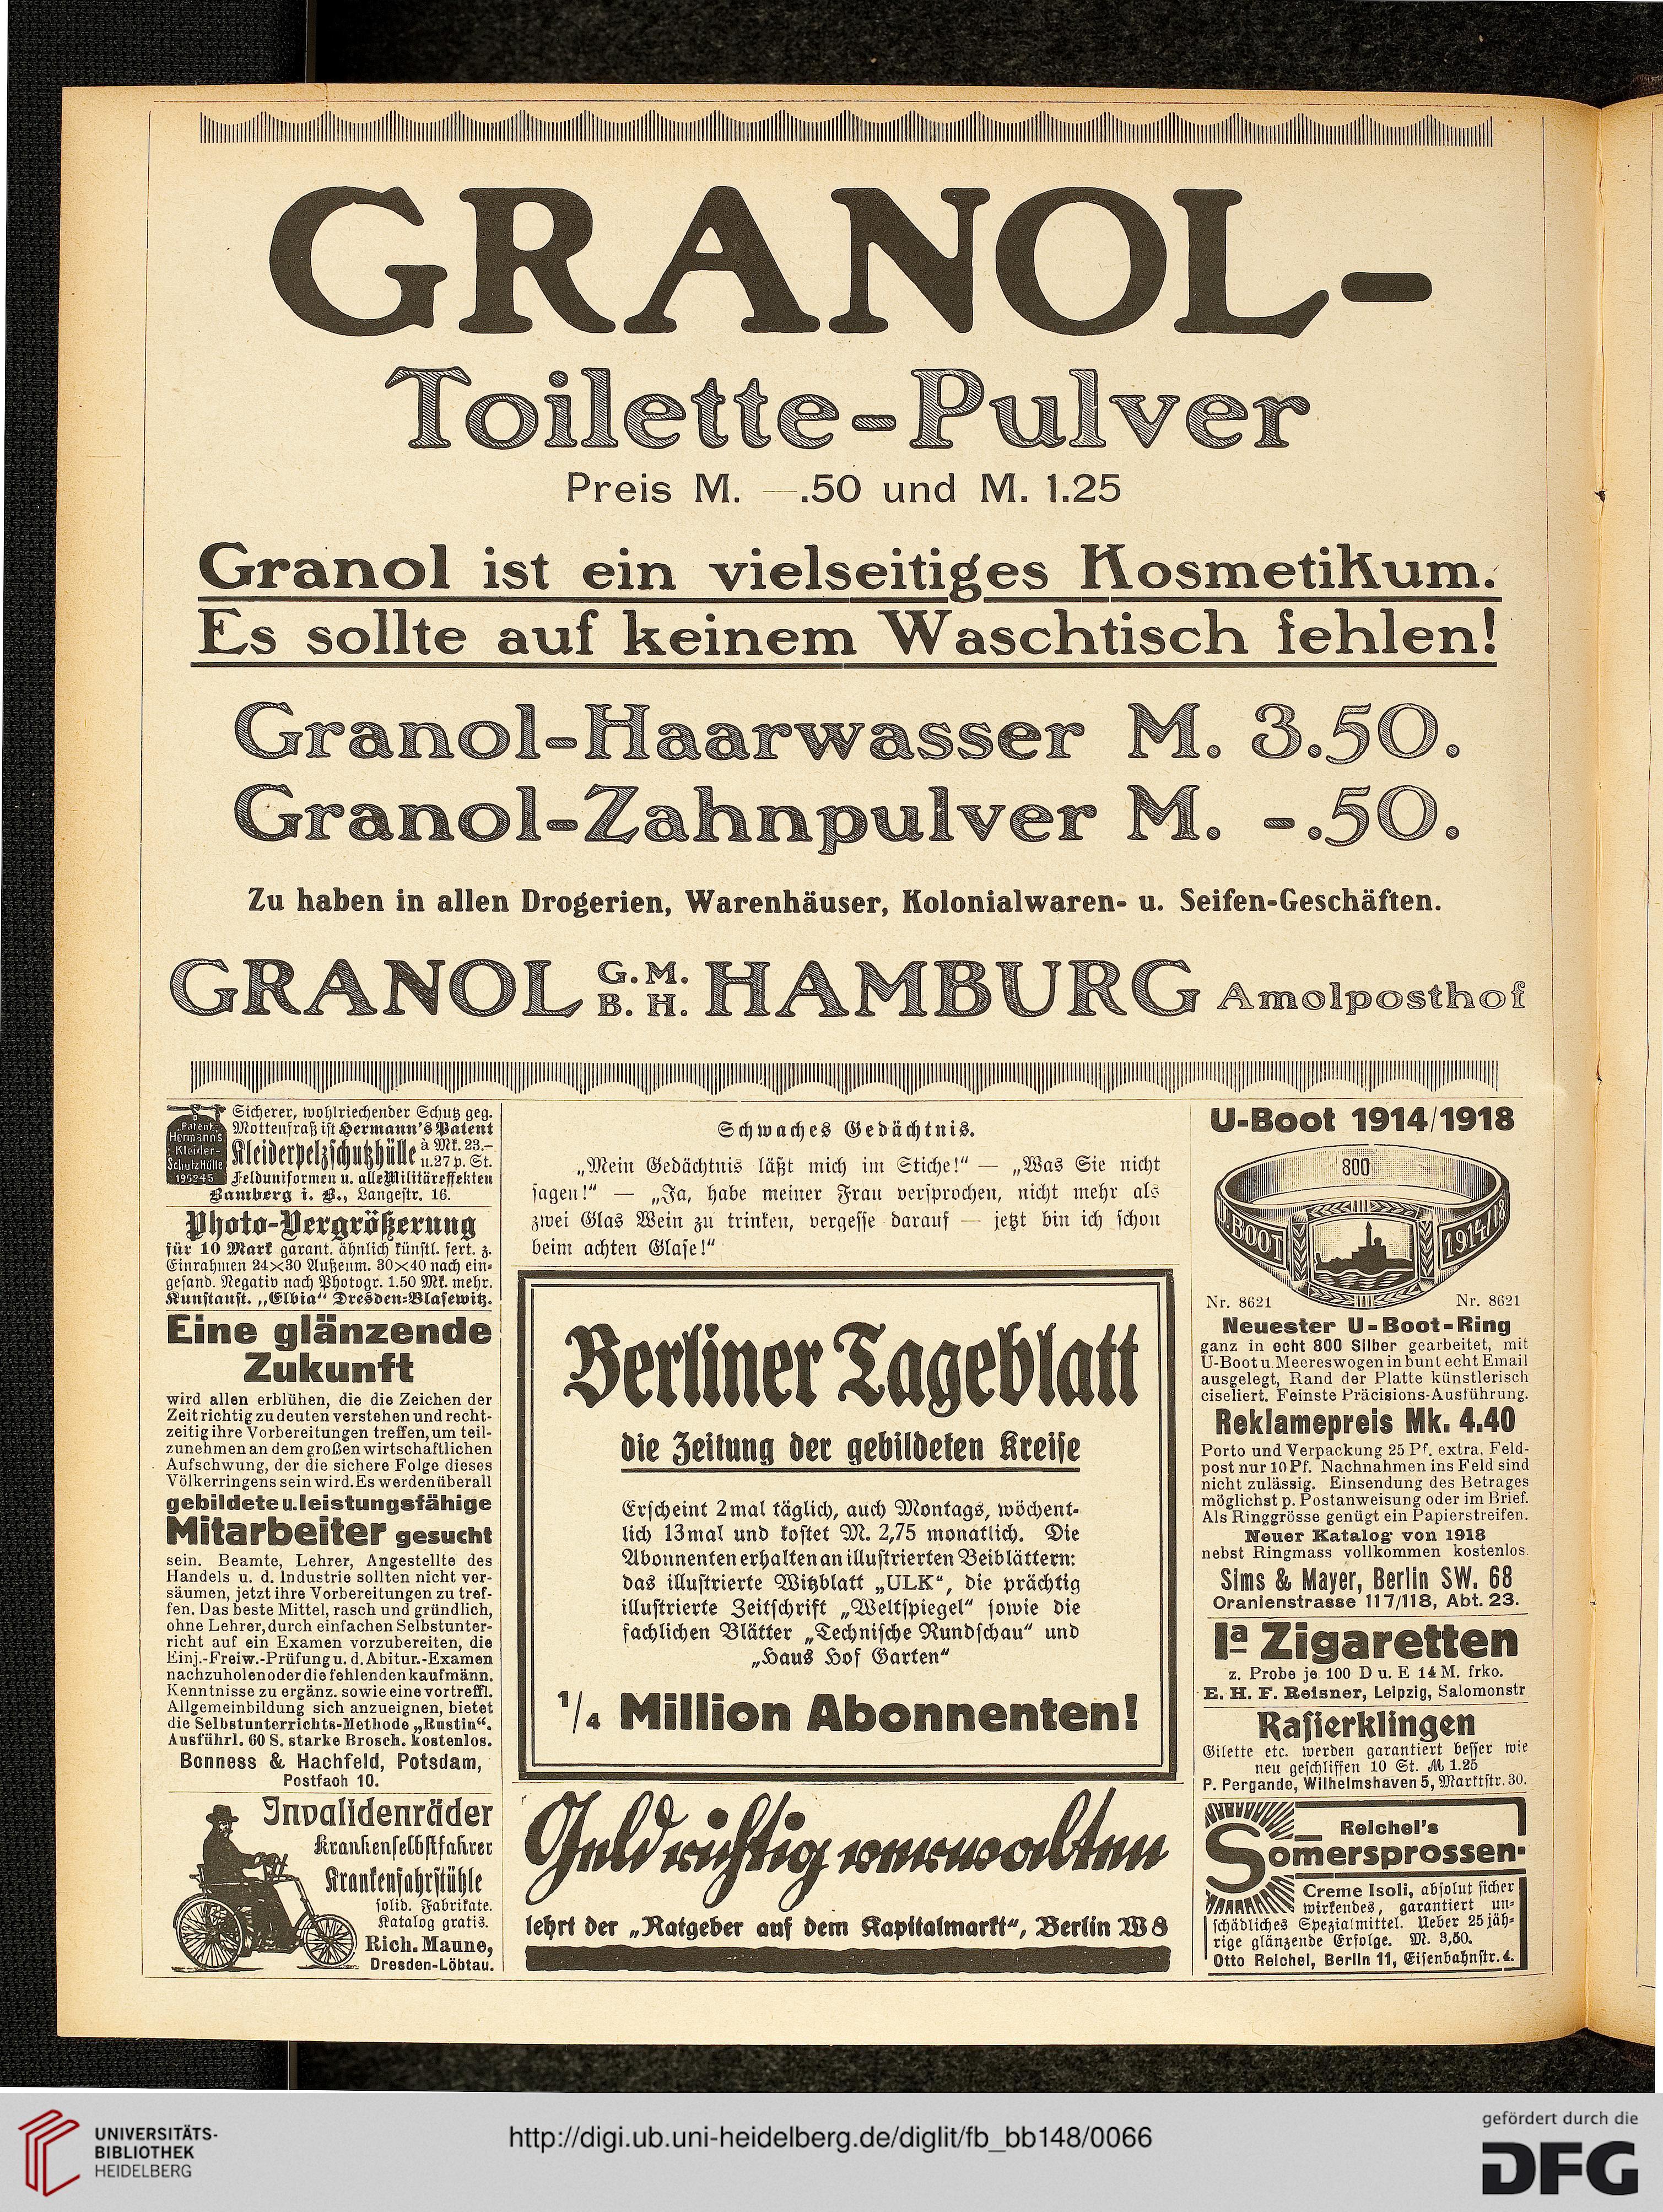 GRANOL-
Toilette-Pulver
Preis M. —.50 und M. 1.25
Granol ist ein vielseitiges Kosmetikum.
Es sollte auf keinem Waschtisch fehlen!
Granol-Haarwasser M. 3.50.
Granol-Zahnpulver M. -.50.
Zu haben in allen Drogerien, Warenhäuser, Kolonialwaren- u. Seifen-Geschäften.
GRANOL G.M.B.H. HAMBURG Amolposthof
Patent
Hermann's
Kleider-
Schutz Hülle
195245
Sicherer, wohlriechender Schutz geg.
Mottenfraß ist Hermann's Patent
Kleiderpelzschutzhülle à Mk. 23.–
u. 27 p. St.
Felduniformen u. alle Militäreffekten
Bamberg i. B., Langestr. 16.
Photo-Vergrößerung
für 10 Mark garant. ähnlich künstl. fert. z.
Einrahmen 24×30 Außenm. 30×40 nach ein-
gesand. Negativ nach Photogr. 1.50 Mk. mehr.
Kunstanst. „Elbia“ Dresden-Blasewitz.
Eine glänzende
Zukunft
wird allen erblühen, die die Zeichen der
Zeit richtig zu deuten verstehen und recht-
zeitig ihre Vorbereitungen treffen, um teil-
zunehmen an dem großen wirtschaftlichen
Aufschwung, der die sichere Folge dieses
Völkerringens sein wird. Es werden überall
gebildete u. leistungsfähige
Mitarbeiter gesucht
sein. Beamte, Lehrer, Angestellte des
Handels u. d. Industrie sollten nicht ver-
säumen, jetzt ihre Vorbereitungen zu tref-
fen. Das beste Mittel, rasch und gründlich,
ohne Lehrer, durch einfachen Selbstunter-
richt auf ein Examen vorzubereiten, die
Einj.-Freiw.-Prüfung u. d. Abitur.-Examen
nachzuholen oder die fehlenden kaufmänn.
Kenntnisse zu ergänz. sowie eine vortreffl.
Allgemeinbildung sich anzueignen, bietet
die Selbstunterrichts-Methode „Rustin“.
Ausführl. 60 S. starke Brosch. kostenlos.
Bonness & Hachfeld, Potsdam,
Postfach 10.
Invalidenräder
Krankenselbstfahrer
Krankenfahrstühle
solid. Fabrikate.
Katalog gratis.
Rich. Maune,
Dresden-Löbtau.
Schwaches Gedächtnis.
„Mein Gedächtnis läßt mich im Stiche!“ — „Was Sie nicht
sagen!“ — „Ja, habe meiner Frau versprochen, nicht mehr als
zwei Glas Wein zu trinken, vergesse darauf — jetzt bin ich schon
beim achten Glase!“
Berliner Tageblatt
die Zeitung der gebildeten Kreise
Erscheint 2mal täglich, auch Montags, wöchent-
lich 13mal und kostet M. 2,75 monatlich. Die
Abonnenten erhalten an illustrierten Beiblättern:
das illustrierte Witzblatt „ULK“, die prächtig
illustrierte Zeitschrift „Weltspiegel“ sowie die
fachlichen Blätter „Technische Rundschau“ und
„Haus Hof Garten“
1/4 Million Abonnenten!
Geld richtig verwalten
lehrt der „Ratgeber auf dem Kapitalmarkt“, Berlin W 8
U-Boot 1914/1918
800
U.BOOT
1914/18
Nr. 8621 Nr. 8621
Neuester U-Boot-Ring
ganz in echt 800 Silber gearbeitet, mit
U-Boot u. Meereswogen in bunt echt Email
ausgelegt, Rand der Platte künstlerisch
ciseliert. Feinste Präcisions-Ausführung.
Reklamepreis Mk. 4.40
Porto und Verpackung 25 Pf. extra, Feld-
post nur 10 Pf. Nachnahmen ins Feld sind
nicht zulässig. Einsendung des Betrages
möglichst p. Postanweisung oder im Brief.
Als Ringgrösse genügt ein Papierstreifen.
Neuer Katalog von 1918
nebst Ringmass vollkommen kostenlos.
Sims & Mayer, Berlin SW. 68
Oranienstrasse 117/118, Abt. 23.
Ia Zigaretten
z. Probe je 100 D u. E 14 M. frko.
E. H. F. Reisner, Leipzig, Salomonstr
Rasierklingen
Gilette etc. werden garantiert besser wie
neu geschliffen 10 St. M 1.25
P. Pergande, Wilhelmshaven 5, Marktstr. 30.
Reichel's
Somersprossen-
Creme Isoli, absolut sicher
wirkendes, garantiert un-
schädliches Spezialmittel. Ueber 25 jäh-
rige glänzende Erfolge. M. 3,50.
Otto Reichel, Berlin 11, Eisenbahnstr. 4.
UNIVERSITÄTS-
BIBLIOTHEK
HEIDELBERG
http://digi.ub.uni-heidelberg.de/diglit/fb_bb148/0066
gefördert durch die
DFG